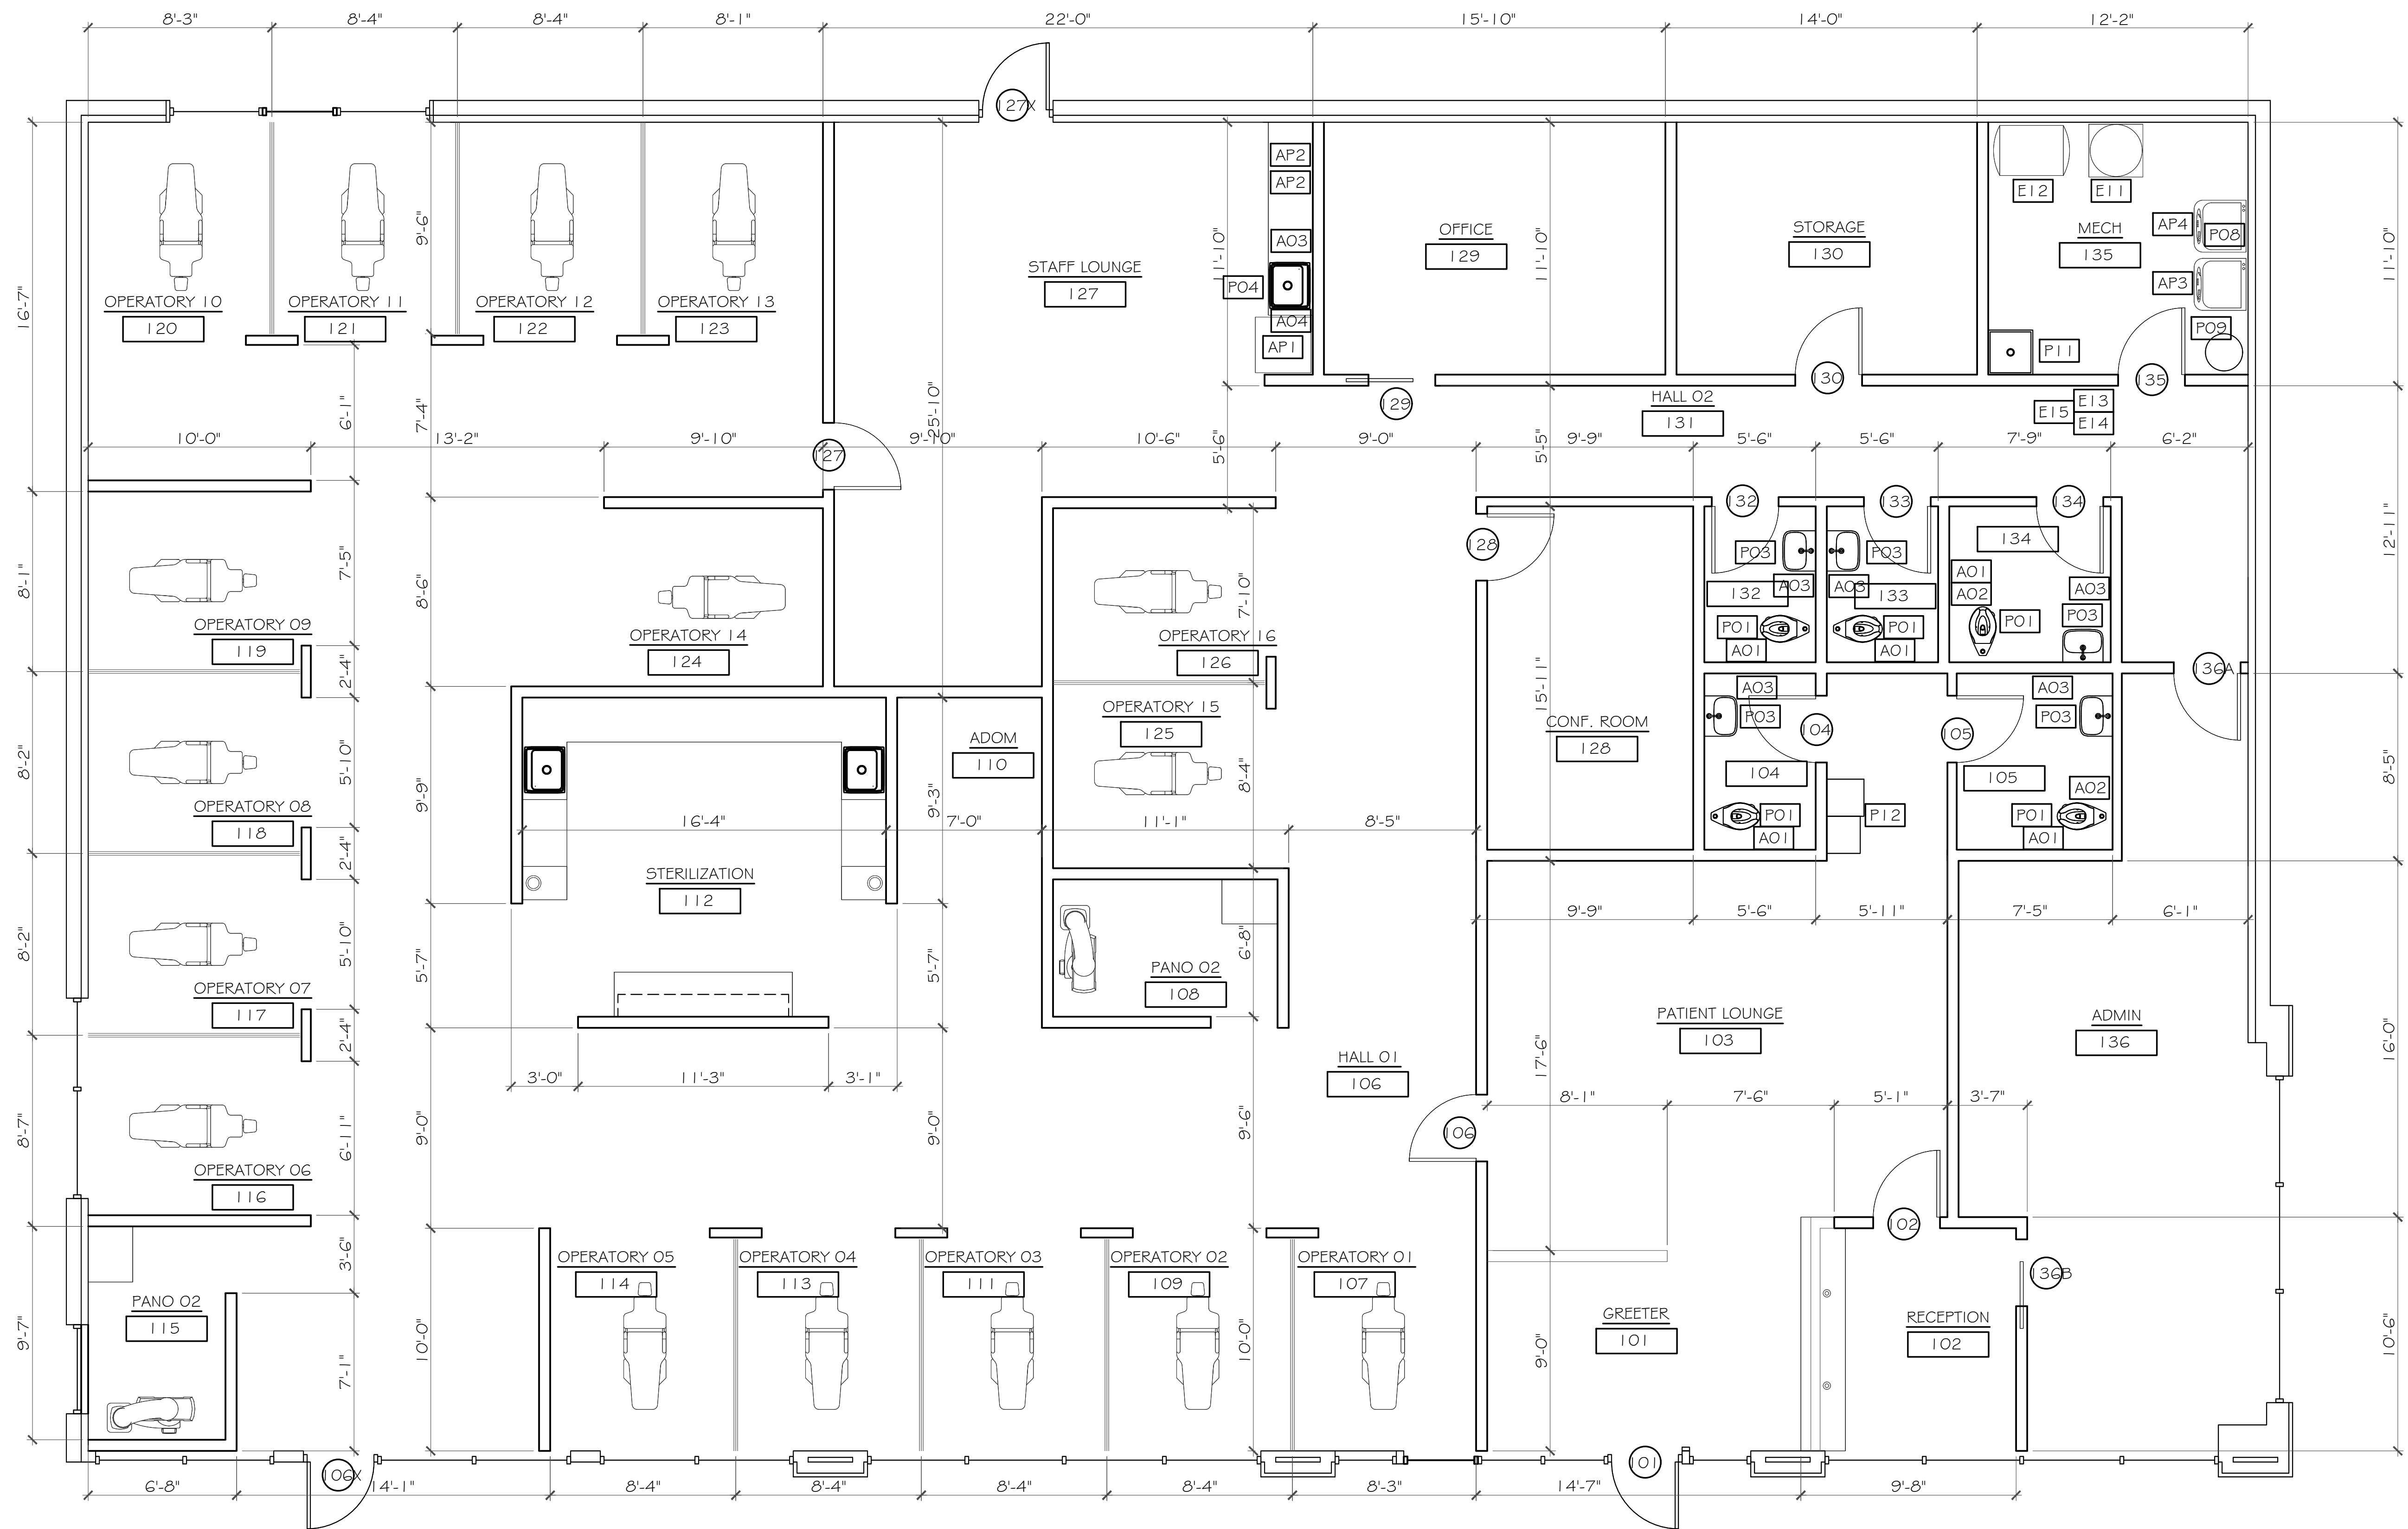 8'-3" 8'-4" 8'-4" 8'-1" 22'-0" 15'-10" 14'-0" 12'-2"
127X
AP2
AP2
E12 E11
AP4 P08
OFFICE
129
STORAGE
130
MECH
135
A03
9'-6"
11'-10" 11'-10" 11'-10"
STAFF LOUNGE
127
P04
AP3
16'-7"
OPERATORY 10
120
OPERATORY 11
121
OPERATORY 12
122
OPERATORY 13
123
A04
AP1
P09
P11
130
135
129
HALL 02
131
E15
E13
E14
6'-1"
7'-4"
25'-10"
10'-0" 13'-2" 9'-10" 9'-10" 10'-6" 9'-0" 9'-9" 5'-6" 5'-6" 7'-9" 6'-2"
127
5'-6"
5'-5"
132
133
134
128
134
12'-11"
P03
P03
7'-5"
8'-1"
8'-6"
7'-10"
A01
A02
A03
A03
A03
132
133
P03
P01
P01
P01
A01
A01
OPERATORY 09
119
OPERATORY 14
124
OPERATORY 16
126
136A
2'-4"
15'-11"
A03
P03
A03
P03
OPERATORY 15
125
CONF. ROOM
128
104
105
ADOM
110
8'-2"
5'-10"
9'-9"
9'-3"
8'-4"
8'-5"
104
105
A02
OPERATORY 08
118
P01
A01
P12
P01
A01
16'-4" 7'-0" 11'-1" 8'-5"
2'-4"
STERILIZATION
112
9'-9" 5'-6" 5'-11" 7'-5" 6'-1"
8'-2"
5'-10"
5'-7"
5'-7"
6'-8"
PANO 02
108
OPERATORY 07
117
PATIENT LOUNGE
103
ADMIN
136
2'-4"
17'-6"
16'-0"
HALL 01
106
3'-0" 11'-3" 3'-1"
8'-1" 7'-6" 5'-1" 3'-7"
8'-7"
6'-11"
9'-0"
9'-0"
9'-6"
106
OPERATORY 06
116
102
3'-6"
OPERATORY 05
114
OPERATORY 04
113
OPERATORY 03
111
OPERATORY 02
109
OPERATORY 01
107
136B
PANO 02
115
GREETER
101
RECEPTION
102
9'-7"
7'-1"
10'-0"
10'-0"
9'-0"
10'-6"
106X
101
6'-8" 14'-1" 8'-4" 8'-4" 8'-4" 8'-4" 8'-3" 14'-7" 9'-8"